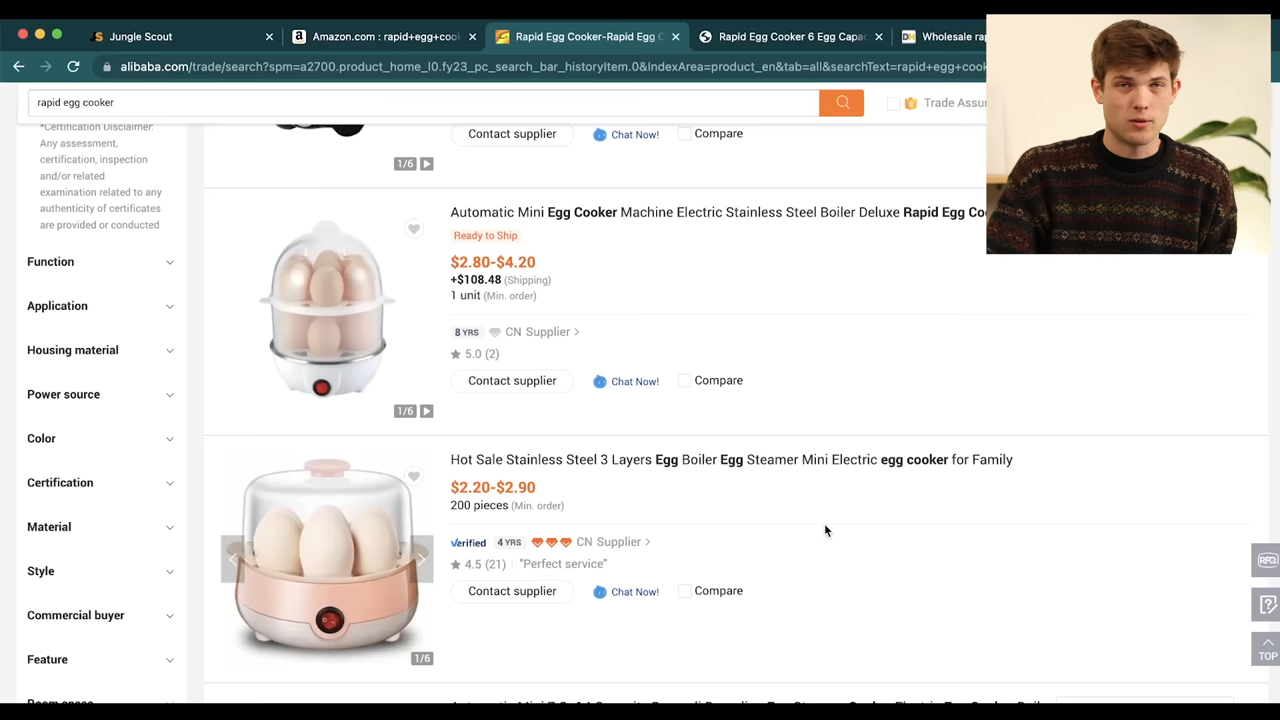 Jungle Scout
Amazon.com : rapid+egg+coo
Rapid Egg Cooker-Rapid Egg C
Rapid Egg Cooker 6 Egg Capac
Wholesale rap
alibaba.com/trade/search?spm=a2700.product_home_l0.fy23_pc_search_bar_historyItem.0&IndexArea=product_en&tab=all&searchText=rapid+egg+cook
rapid egg cooker
Trade Assu
*Certification Disclaimer:
Any assessment,
certification, inspection
and/or related
examination related to any
authenticity of certificates
are provided or conducted
Function
Application
Housing material
Power source
Color
Certification
Material
Style
Commercial buyer
Feature
Contact supplier
Chat Now!
Compare
1/6
Automatic Mini Egg Cooker Machine Electric Stainless Steel Boiler Deluxe Rapid Egg Co
Ready to Ship
$2.80-$4.20
+$108.48 (Shipping)
1 unit (Min. order)
8 YRS CN Supplier >
5.0 (2)
Contact supplier
Chat Now!
Compare
1/6
Hot Sale Stainless Steel 3 Layers Egg Boiler Egg Steamer Mini Electric egg cooker for Family
$2.20-$2.90
200 pieces (Min. order)
Verified 4 YRS CN Supplier >
4.5 (21) "Perfect service"
Contact supplier
Chat Now!
Compare
1/6
RFQ
TOP